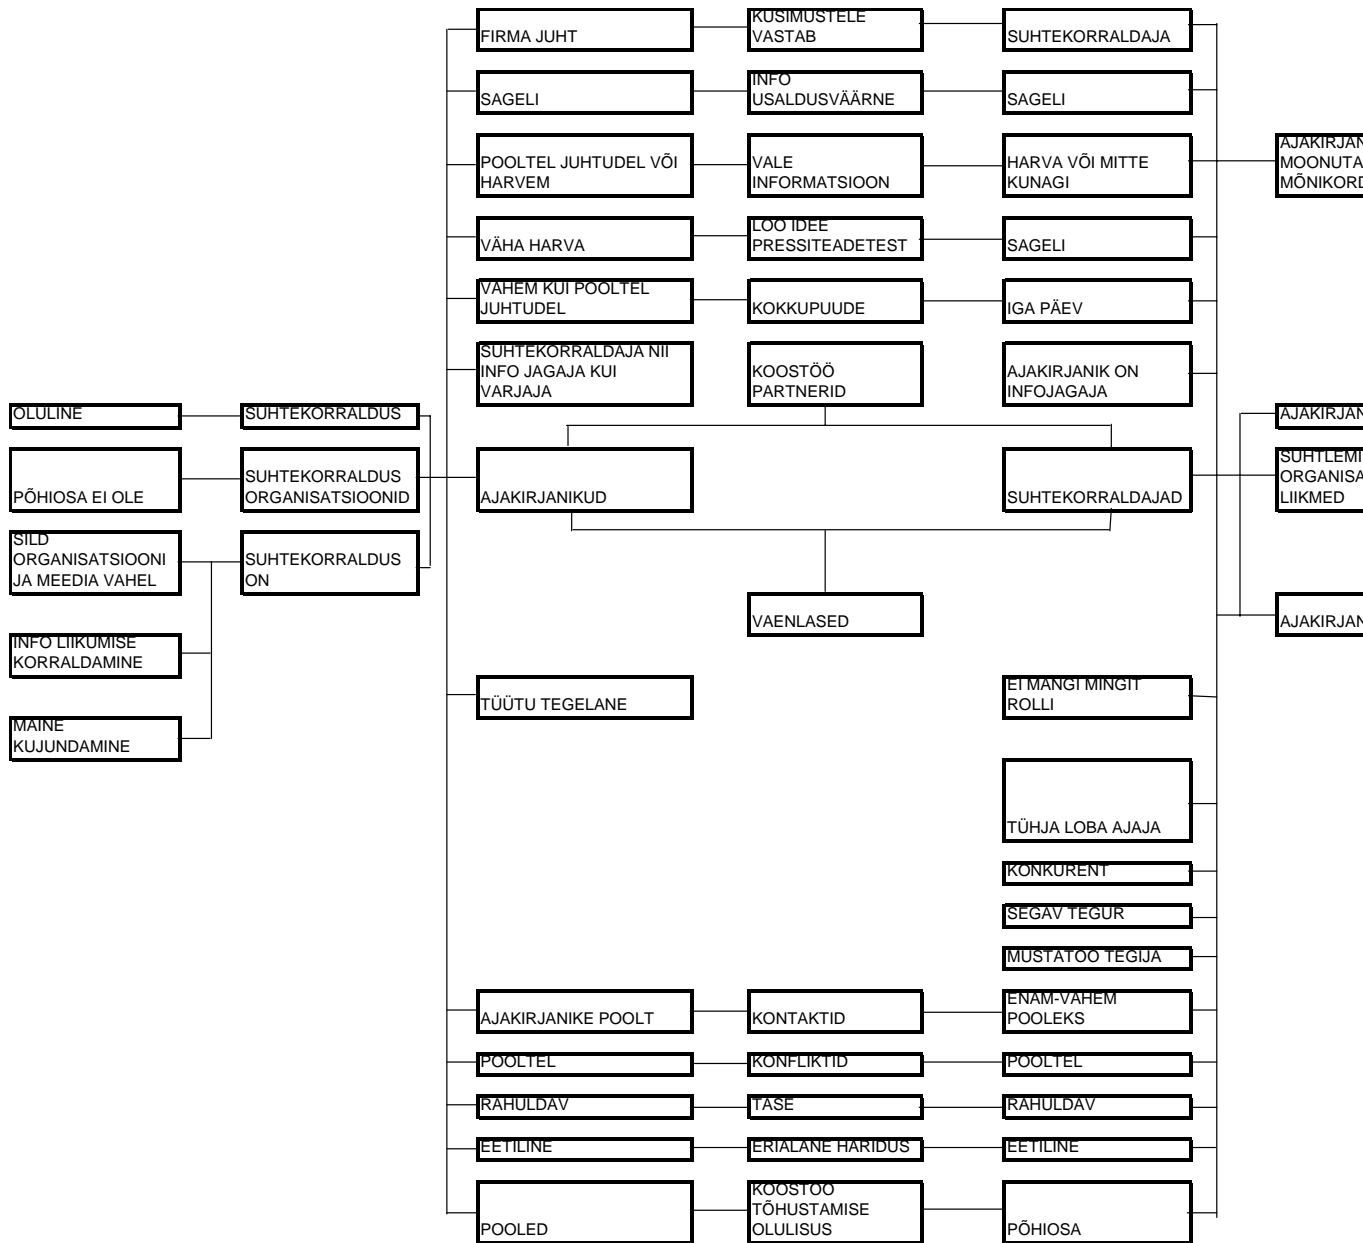 FIRMA JUHT
KÜSIMUSTELE
VASTAB
SUHTEKORRALDAJA
SAGELI
INFO
USALDUSVÄÄRNE
SAGELI
POOLTEL JUHTUDEL VÕI
HARVEM
VALE
INFORMATSIOON
HARVA VÕI MITTE
KUNAGI
VÄHA HARVA
LOO IDEE
PRESSITEADETEST
SAGELI
VÄHEM KUI POOLTEL
JUHTUDEL
KOKKUPUUDE
IGA PÄEV
SUHTEKORRALDAJA NII
INFO JAGAJA KUI
VARJAJA
KOOSTÖÖ
PARTNERID
AJAKIRJANIK ON
INFOJAGAJA
OLULINE
SUHTEKORRALDUS
PÕHIOSA EI OLE
SUHTEKORRALDUS
ORGANISATSIOONID
AJAKIRJANIKUD
SUHTEKORRALDAJAD
LIIKMED
SILD
ORGANISATSIOONI
JA MEEDIA VAHEL
SUHTEKORRALDUS
ON
VAENLASED
INFO LIIKUMISE
KORRALDAMINE
TÜÜTU TEGELANE
EI MÄNGI MINGIT
ROLLI
MAINE
KUJUNDAMINE
TÜHJA LOBA AJAJA
KONKURENT
SEGAV TEGUR
MUSTATÖÖ TEGIJA
AJAKIRJANIKE POOLT
KONTAKTID
ENAM-VÄHEM
POOLEKS
POOLTEL
KONFLIKTID
POOLTEL
RAHULDAV
TASE
RAHULDAV
EETILINE
ERIALANE HARIDUS
EETILINE
POOLED
KOOSTÖÖ
TÕHUSTAMISE
OLULISUS
PÕHIOSA